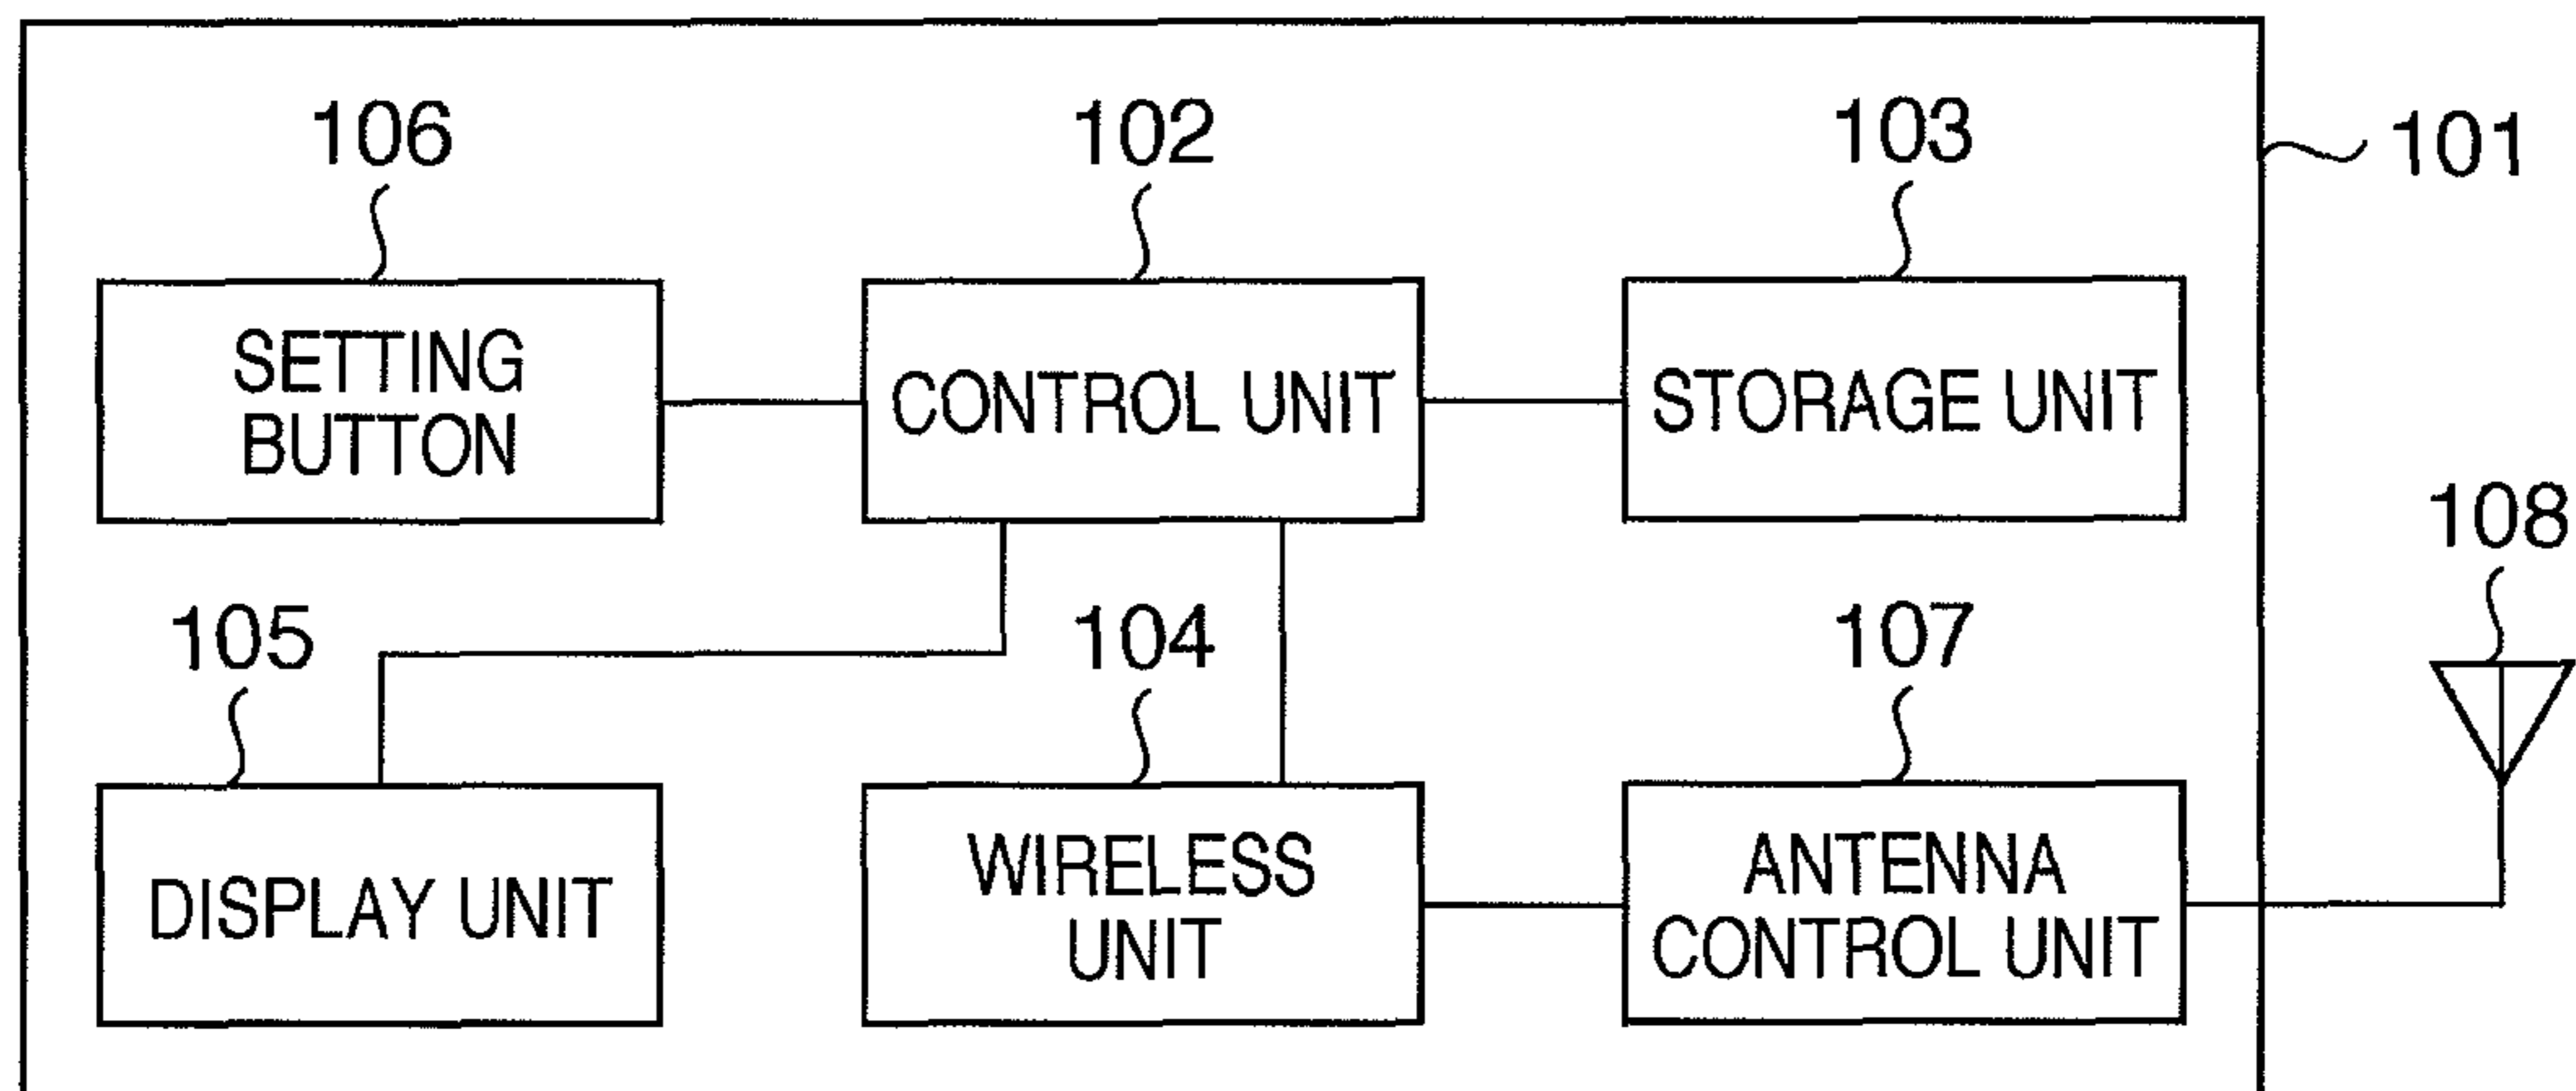 106
102
103
101
SETTING
BUTTON
CONTROL UNIT
STORAGE UNIT
108
105
104
107
DISPLAY UNIT
WIRELESS
UNIT
ANTENNA
CONTROL UNIT